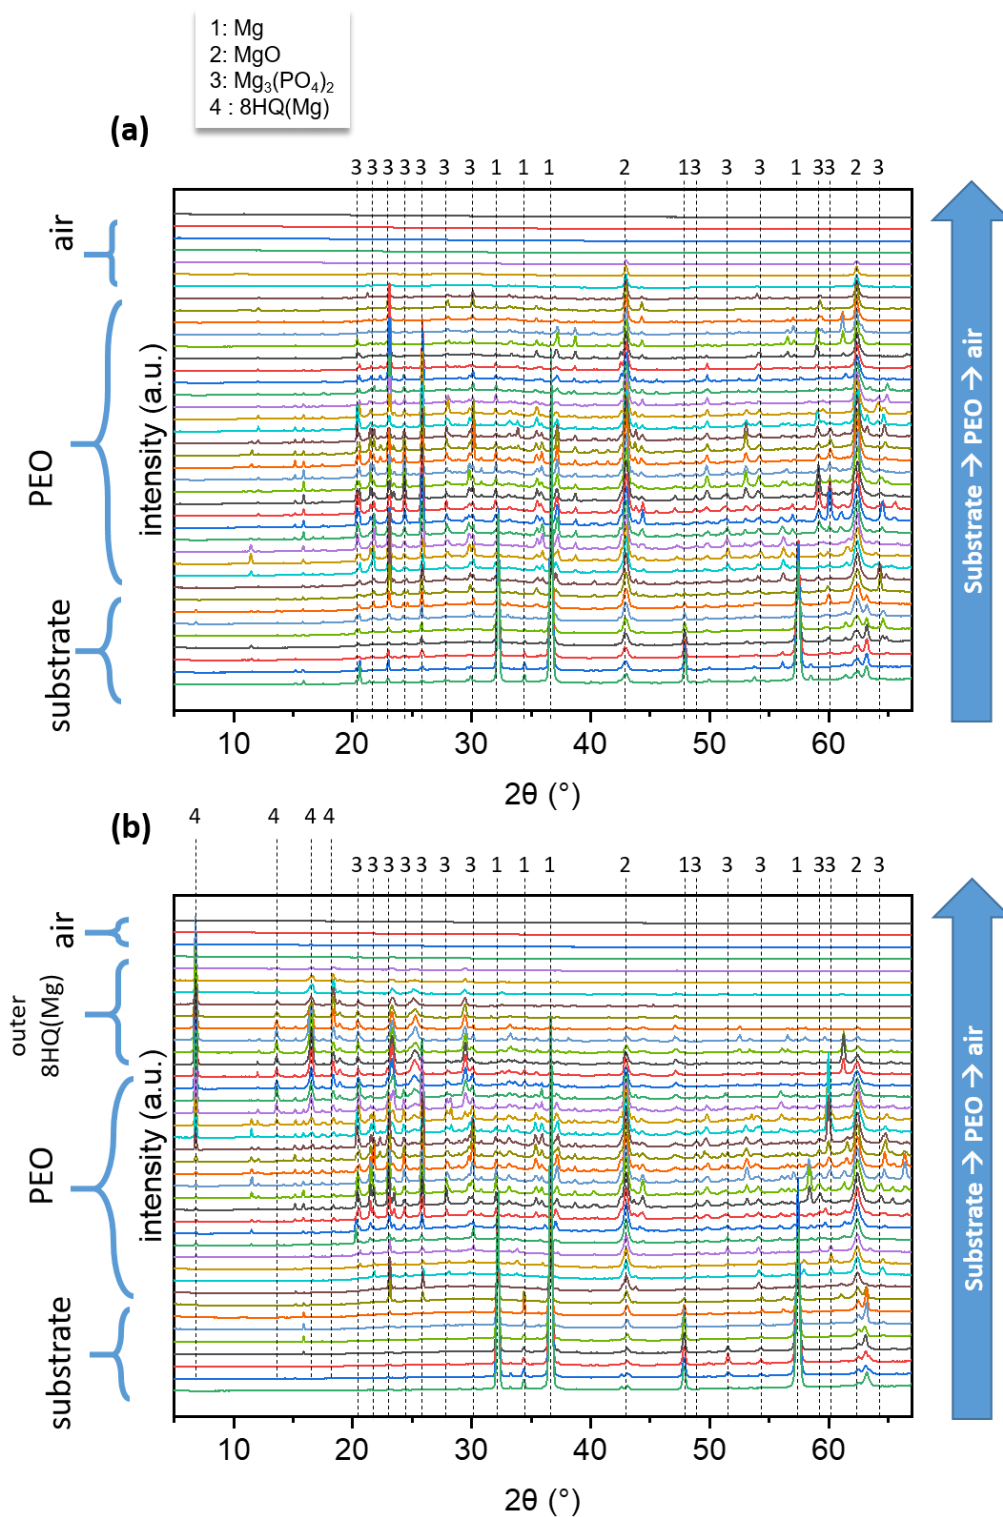 1: Mg
2: MgO
3: Mg₃(PO₄)₂
4 : 8HQ(Mg)
(a)
3 3 3 3 3 3 3 1 1 1 2 1 3 3 3 1 3 3 2 3
air
PEO
substrate
intensity (a.u.)
Substrate → PEO → air
10 20 30 40 50 60
2θ (°)
(b)
4 4 4 4
3 3 3 3 3 3 3 1 1 1 2 1 3 3 3 1 3 3 2 3
air
outer
8HQ(Mg)
PEO
substrate
intensity (a.u.)
Substrate → PEO → air
10 20 30 40 50 60
2θ (°)